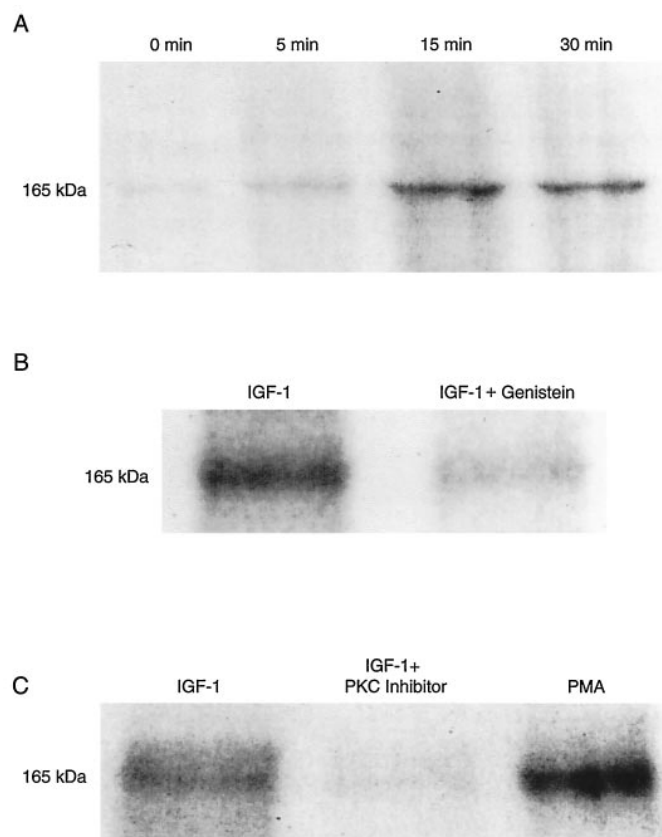 A
0 min 5 min 15 min 30 min
165 kDa
B
IGF-1 IGF-1 + Genistein
165 kDa
C
IGF-1 IGF-1+ PMA
PKC Inhibitor
165 kDa